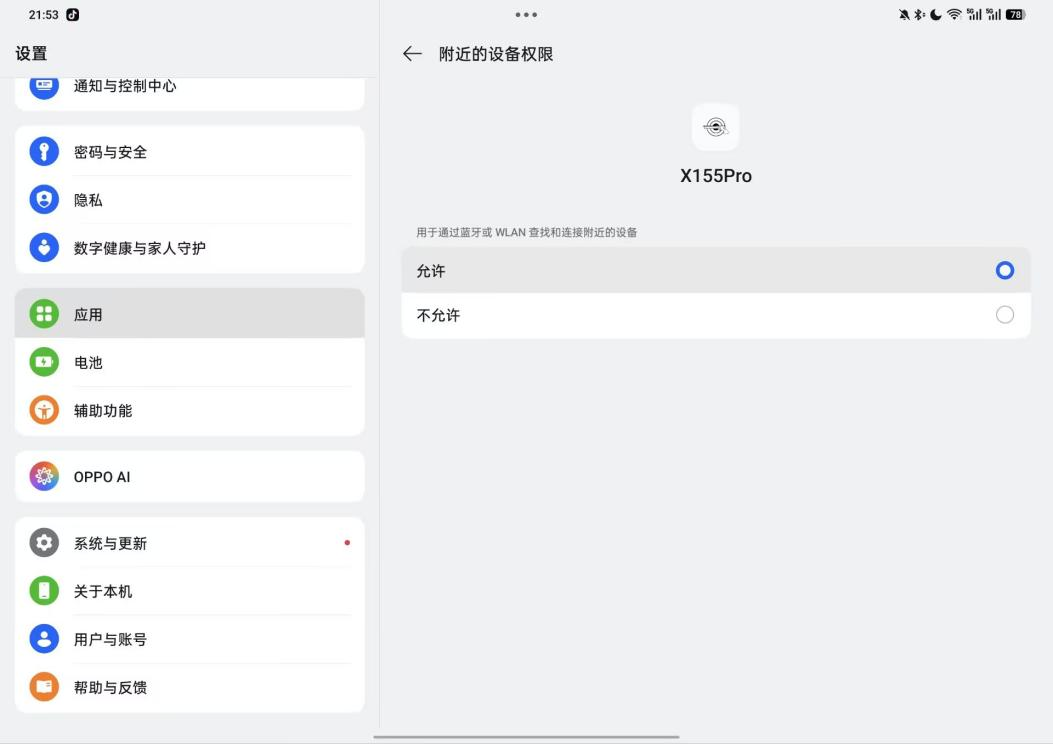 21:53
5G 5G 78
设置
通知与控制中心
密码与安全
隐私
数字健康与家人守护
应用
电池
辅助功能
OPPO AI
系统与更新
关于本机
用户与账号
帮助与反馈
附近的设备权限
X155Pro
用于通过蓝牙或 WLAN 查找和连接附近的设备
允许
不允许